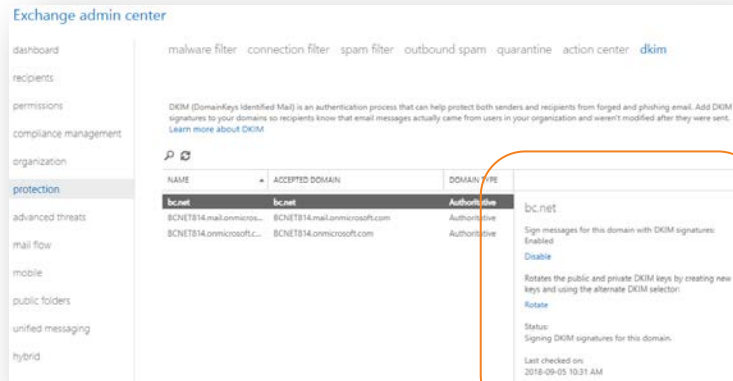 Exchange admin center
dashboard
recipients
permissions
compliance management
organization
protection
advanced threats
mail flow
mobile
public folders
unified messaging
hybrid
malware filter connection filter spam filter outbound spam quarantine action center dkim
DKIM (DomainKeys Identified Mail) is an authentication process that can help protect both senders and recipients from forged and phishing email. Add DKIM
signatures to your domains so recipients know that email messages actually came from users in your organization and weren't modified after they were sent.
Learn more about DKIM
NAME ACCEPTED DOMAIN DOMAIN TYPE
bc.net bc.net Authoritative
BCNET814.mail.onmicros... BCNET814.mail.onmicrosoft.com Authoritative
BCNET814.onmicrosoft.c... BCNET814.onmicrosoft.com Authoritative
bc.net
Sign messages for this domain with DKIM signatures:
Enabled
Disable
Rotates the public and private DKIM keys by creating new
keys and using the alternate DKIM selector:
Rotate
Status:
Signing DKIM signatures for this domain.
Last checked on:
2018-09-05 10:31 AM